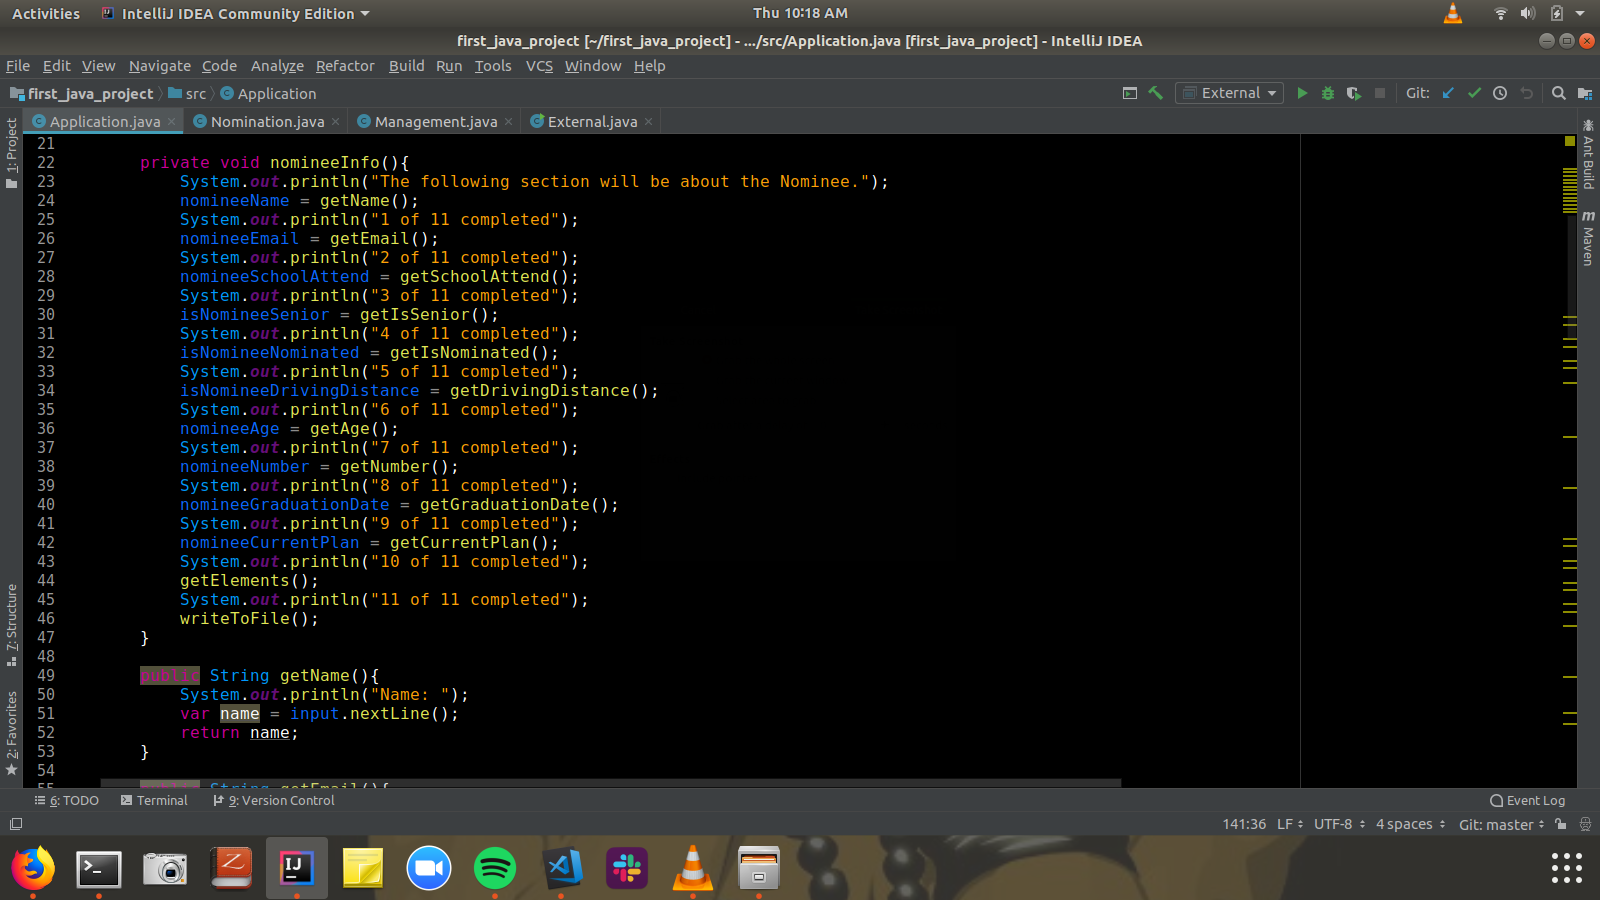 Activities IntelliJ IDEA Community Edition Thu 10:18 AM
first_java_project [~/first_java_project] - .../src/Application.java [first_java_project] - IntelliJ IDEA
File Edit View Navigate Code Analyze Refactor Build Run Tools VCS Window Help
first_java_project src Application External Git:
Application.java Nomination.java Management.java External.java
1: Project
7: Structure
2: Favorites
Ant Build
Maven
21
22 private void nomineeInfo(){
23 System.out.println("The following section will be about the Nominee.");
24 nomineeName = getName();
25 System.out.println("1 of 11 completed");
26 nomineeEmail = getEmail();
27 System.out.println("2 of 11 completed");
28 nomineeSchoolAttend = getSchoolAttend();
29 System.out.println("3 of 11 completed");
30 isNomineeSenior = getIsSenior();
31 System.out.println("4 of 11 completed");
32 isNomineeNominated = getIsNominated();
33 System.out.println("5 of 11 completed");
34 isNomineeDrivingDistance = getDrivingDistance();
35 System.out.println("6 of 11 completed");
36 nomineeAge = getAge();
37 System.out.println("7 of 11 completed");
38 nomineeNumber = getNumber();
39 System.out.println("8 of 11 completed");
40 nomineeGraduationDate = getGraduationDate();
41 System.out.println("9 of 11 completed");
42 nomineeCurrentPlan = getCurrentPlan();
43 System.out.println("10 of 11 completed");
44 getElements();
45 System.out.println("11 of 11 completed");
46 writeToFile();
47 }
48
49 public String getName(){
50 System.out.println("Name: ");
51 var name = input.nextLine();
52 return name;
53 }
54
55 public String getEmail(){
6: TODO Terminal 9: Version Control Event Log
141:36 LF UTF-8 4 spaces Git: master